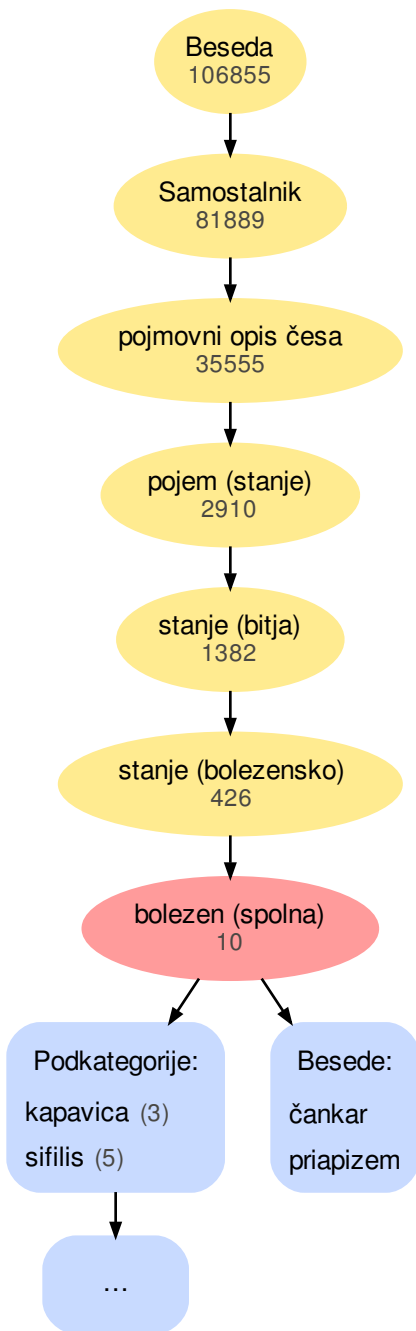 Beseda
106855
Samostalnik
81889
pojmovni opis česa
35555
pojem (stanje)
2910
stanje (bitja)
1382
stanje (bolezensko)
426
bolezen (spolna)
10
Podkategorije:
kapavica (3)
sifilis (5)
Besede:
čankar
priapizem
...